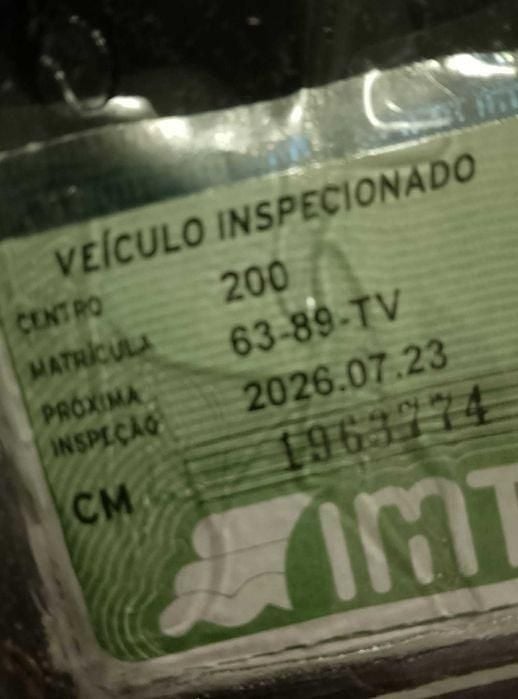 VEÍCULO INSPECIONADO
CENTRO 200
MATRÍCULA 63-89-TV
PRÓXIMA INSPEÇÃO 2026.07.23
1963774
CM
IMT